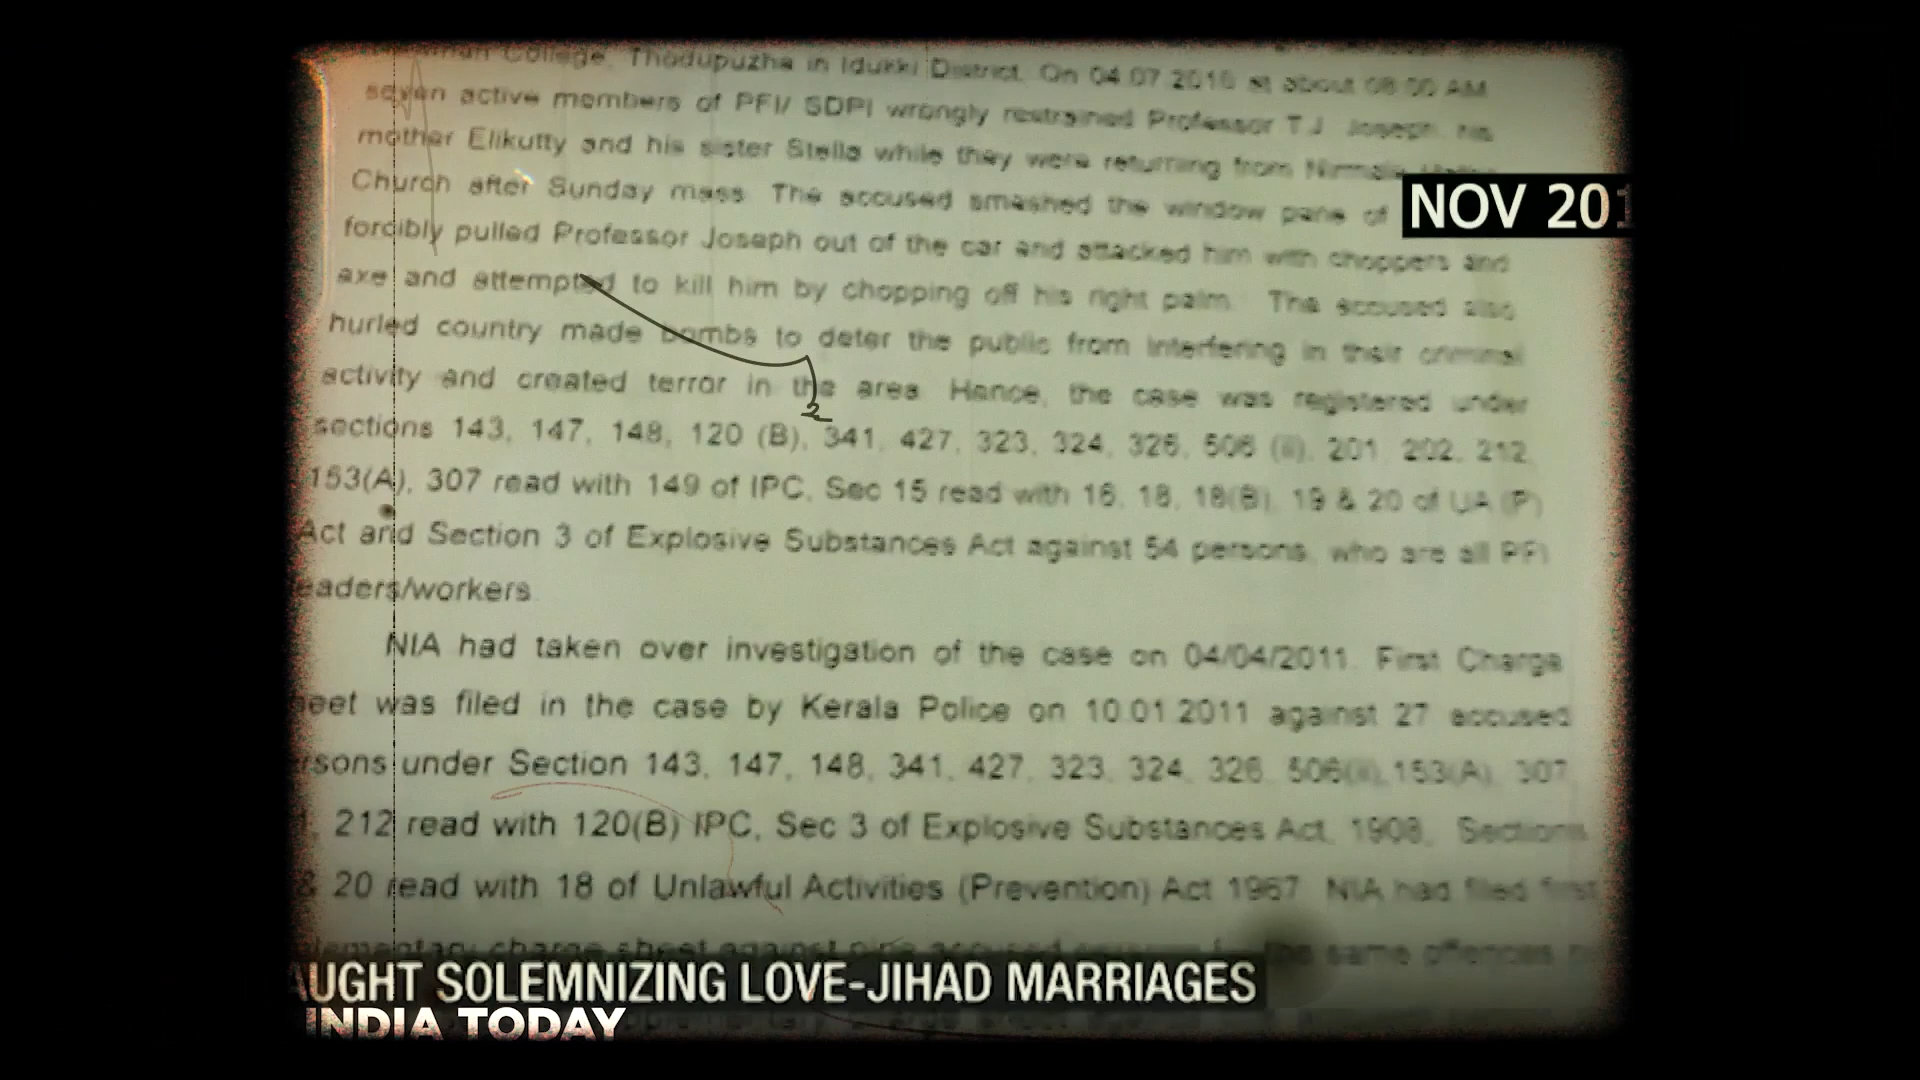 College, Thodupuzha in Idukki District. On 04.07.2010 at about 08:00 AM
seven active members of PFI/ SDPI wrongly restrained Professor T.J. Joseph, his
mother Elikutty and his sister Stella while they were returning from Nirmala
Church after Sunday mass. The accused smashed the window pane of
NOV 201
forcibly pulled Professor Joseph out of the car and attacked him with choppers and
axe and attempted to kill him by chopping off his right palm. The accused also
hurled country made bombs to deter the public from interfering in their criminal
activity and created terror in the area. Hence, the case was registered under
sections 143, 147, 148, 120 (B), 341, 427, 323, 324, 326, 506 (ii), 201, 202, 212,
153(A), 307 read with 149 of IPC, Sec 15 read with 16, 18, 18(B), 19 & 20 of UA (P)
Act and Section 3 of Explosive Substances Act against 54 persons, who are all PFI
eaders/workers.
NIA had taken over investigation of the case on 04/04/2011. First Charge
heet was filed in the case by Kerala Police on 10.01.2011 against 27 accused
rsons under Section 143, 147, 148, 341, 427, 323, 324, 326, 506(ii),153(A), 307,
212 read with 120(B) IPC, Sec 3 of Explosive Substances Act, 1908, Sections
& 20 read with 18 of Unlawful Activities (Prevention) Act 1967. NIA had filed first
charge sheet against nine accused the same offences
AUGHT SOLEMNIZING LOVE-JIHAD MARRIAGES
INDIA TODAY